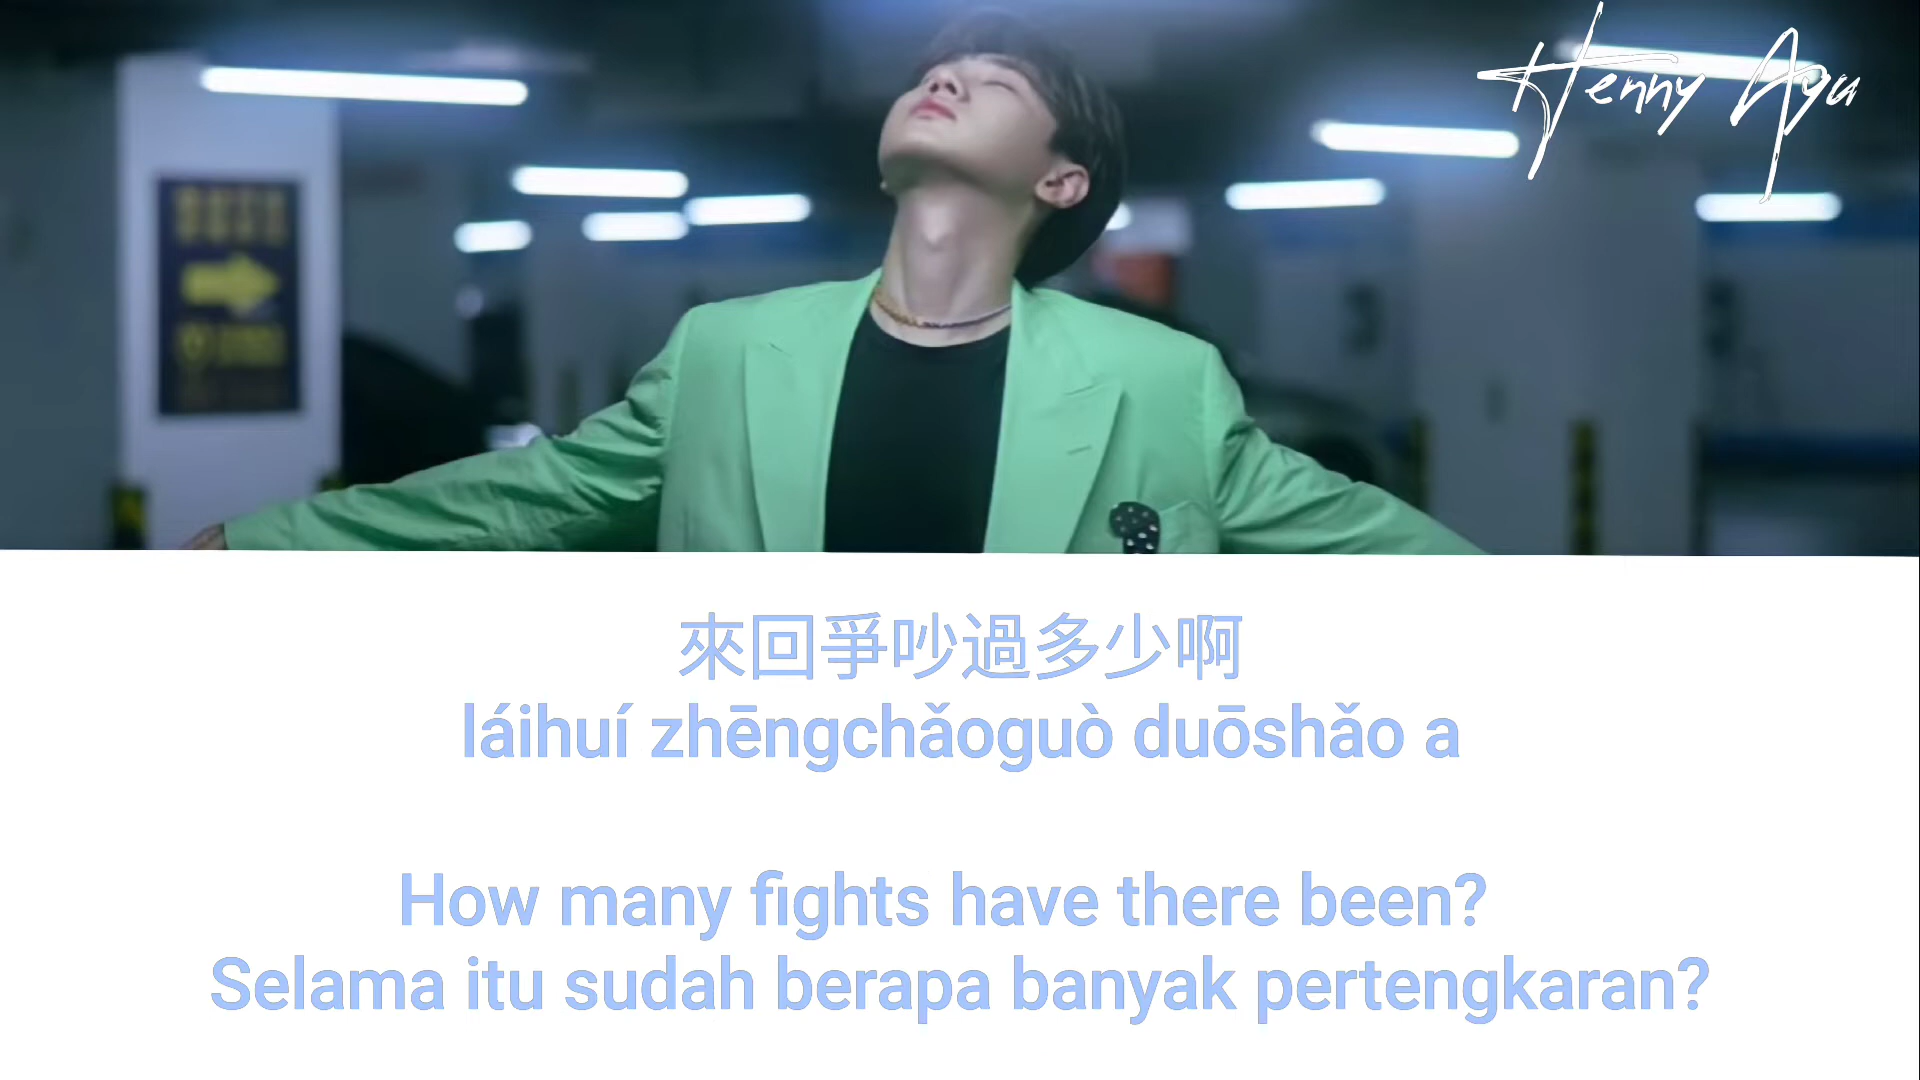 Henny Ayu
來回爭吵過多少啊
láihuí zhēngchǎoguò duōshǎo a
How many fights have there been?
Selama itu sudah berapa banyak pertengkaran?